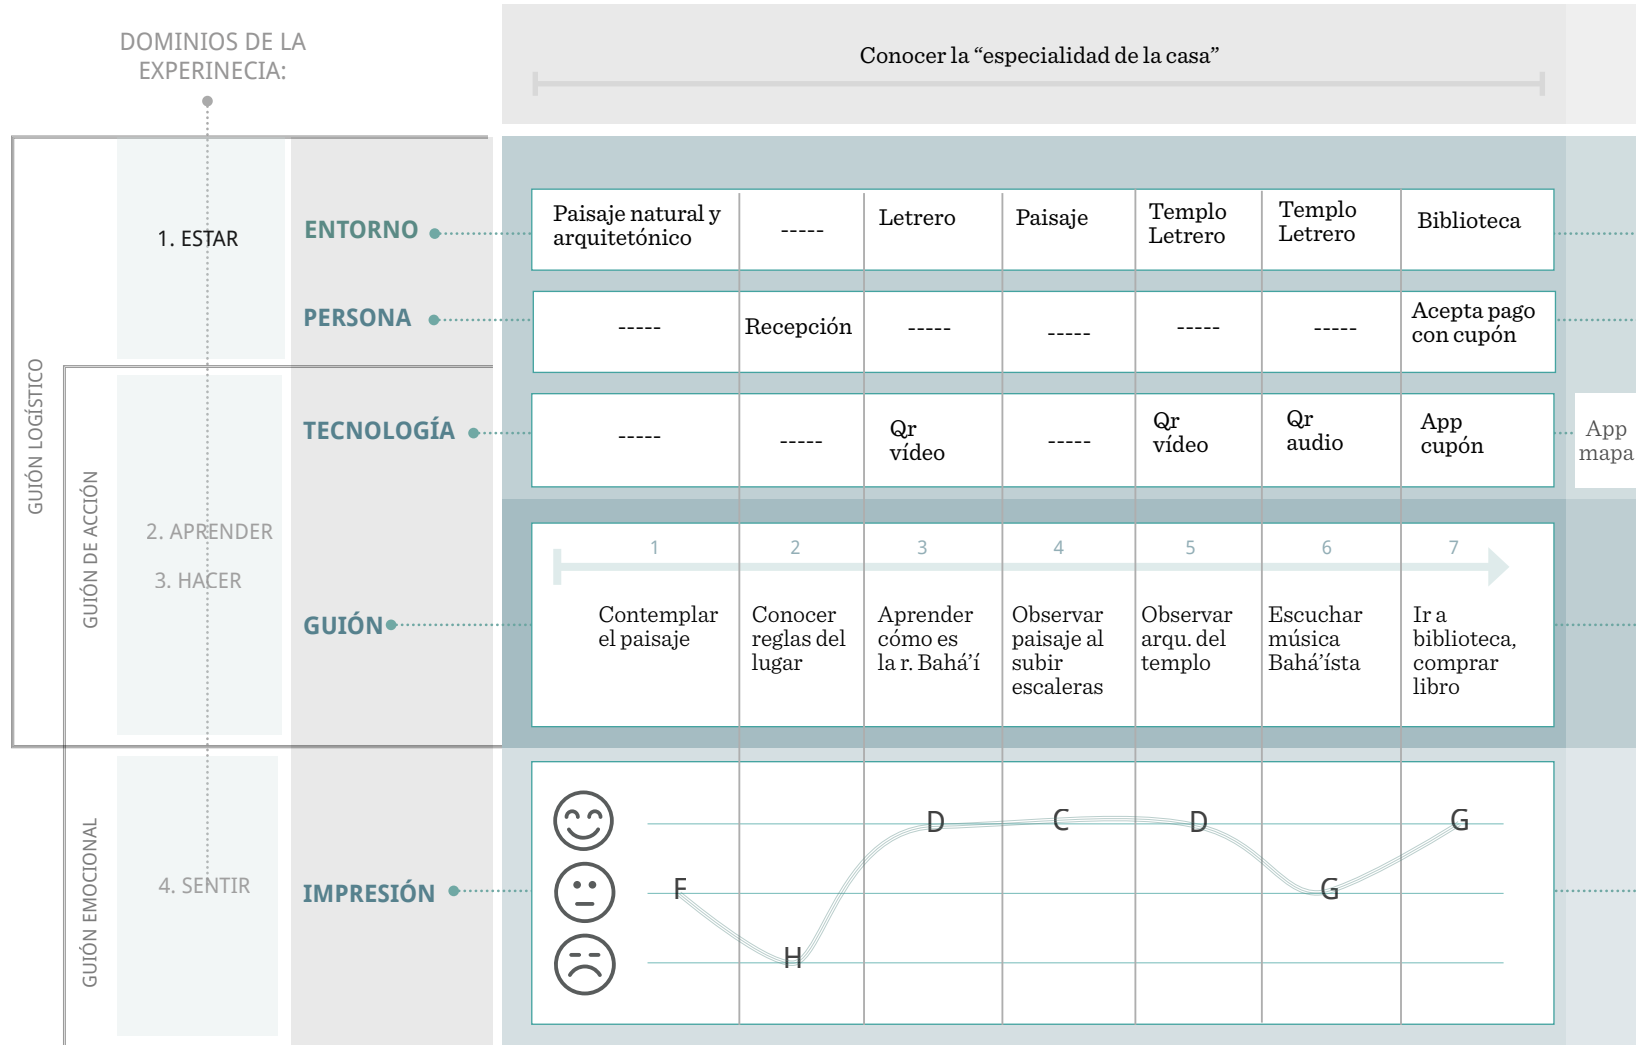 DOMINIOS DE LA
EXPERINECIA:
Conocer la “especialidad de la casa”
GUIÓN LOGÍSTICO
GUIÓN DE ACCIÓN
GUIÓN EMOCIONAL
1. ESTAR
2. APRENDER
3. HACER
4. SENTIR
ENTORNO
Paisaje natural y
arquitetónico
-----
Letrero
Paisaje
Templo
Letrero
Templo
Letrero
Biblioteca
PERSONA
-----
Recepción
-----
-----
-----
-----
Acepta pago
con cupón
TECNOLOGÍA
-----
-----
Qr
vídeo
-----
Qr
vídeo
Qr
audio
App
cupón
App
mapa
GUIÓN
1
2
3
4
5
6
7
Contemplar
el paisaje
Conocer
reglas del
lugar
Aprender
cómo es
la r. Bahá’í
Observar
paisaje al
subir
escaleras
Observar
arqu. del
templo
Escuchar
música
Bahá’ísta
Ir a
biblioteca,
comprar
libro
IMPRESIÓN
F
H
D
C
D
G
G